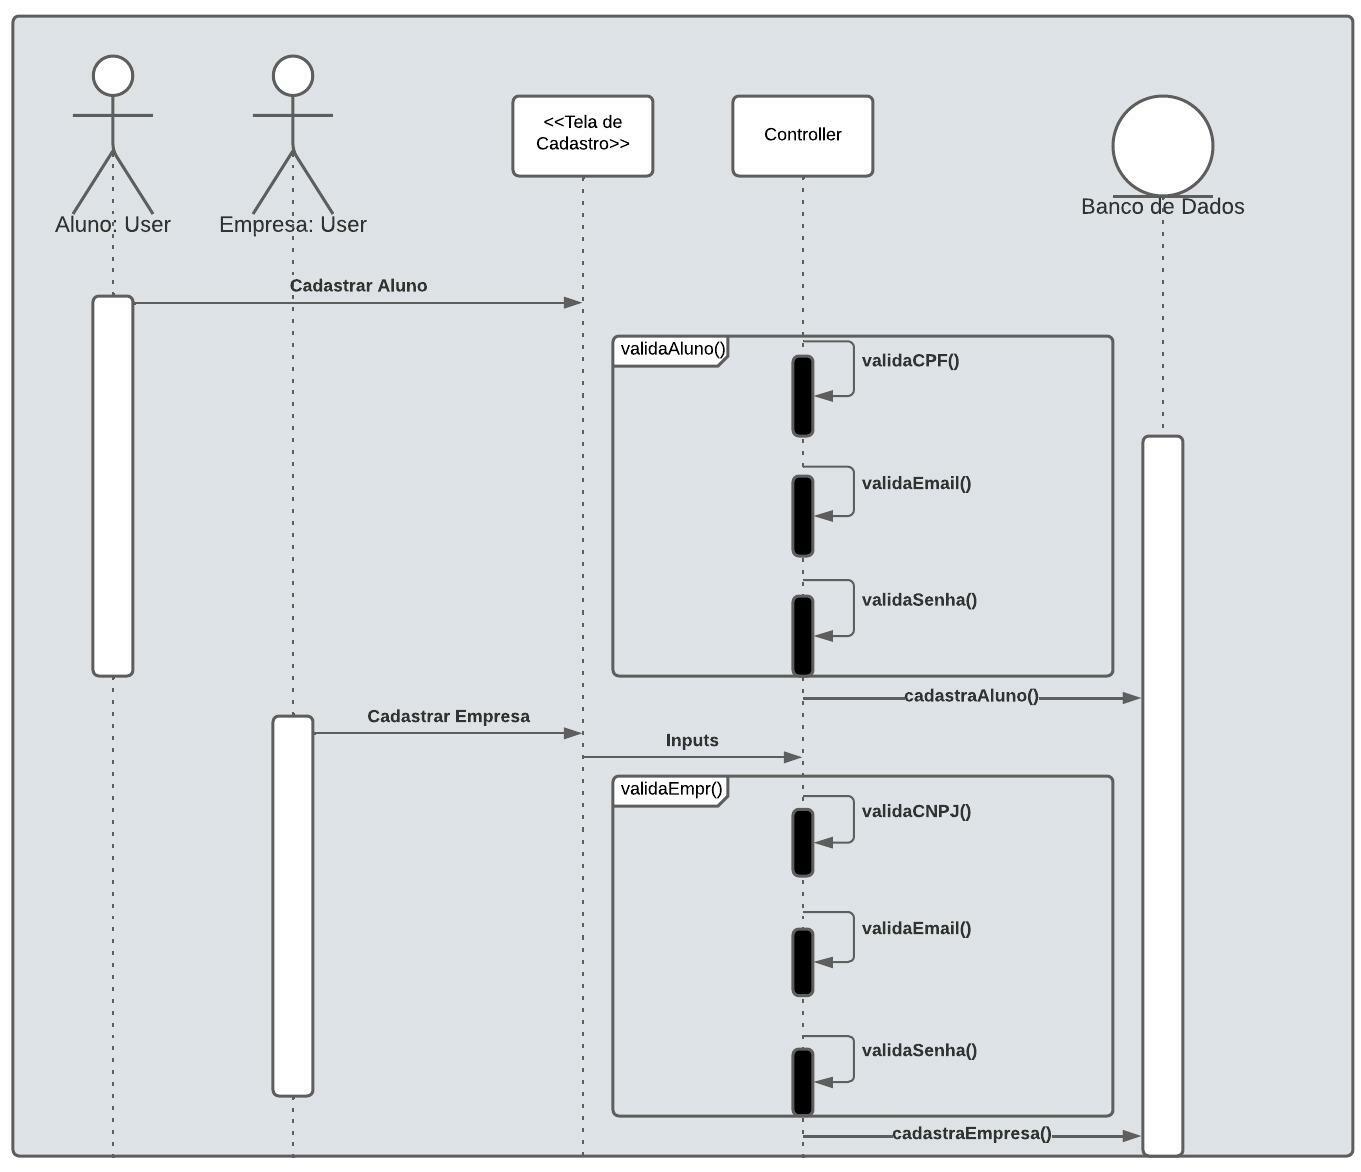 Aluno: User
Empresa: User
<<Tela de
Cadastro>>
Controller
Banco de Dados
Cadastrar Aluno
validaAluno()
validaCPF()
validaEmail()
validaSenha()
cadastraAluno()
Cadastrar Empresa
Inputs
validaEmpr()
validaCNPJ()
validaEmail()
validaSenha()
cadastraEmpresa()